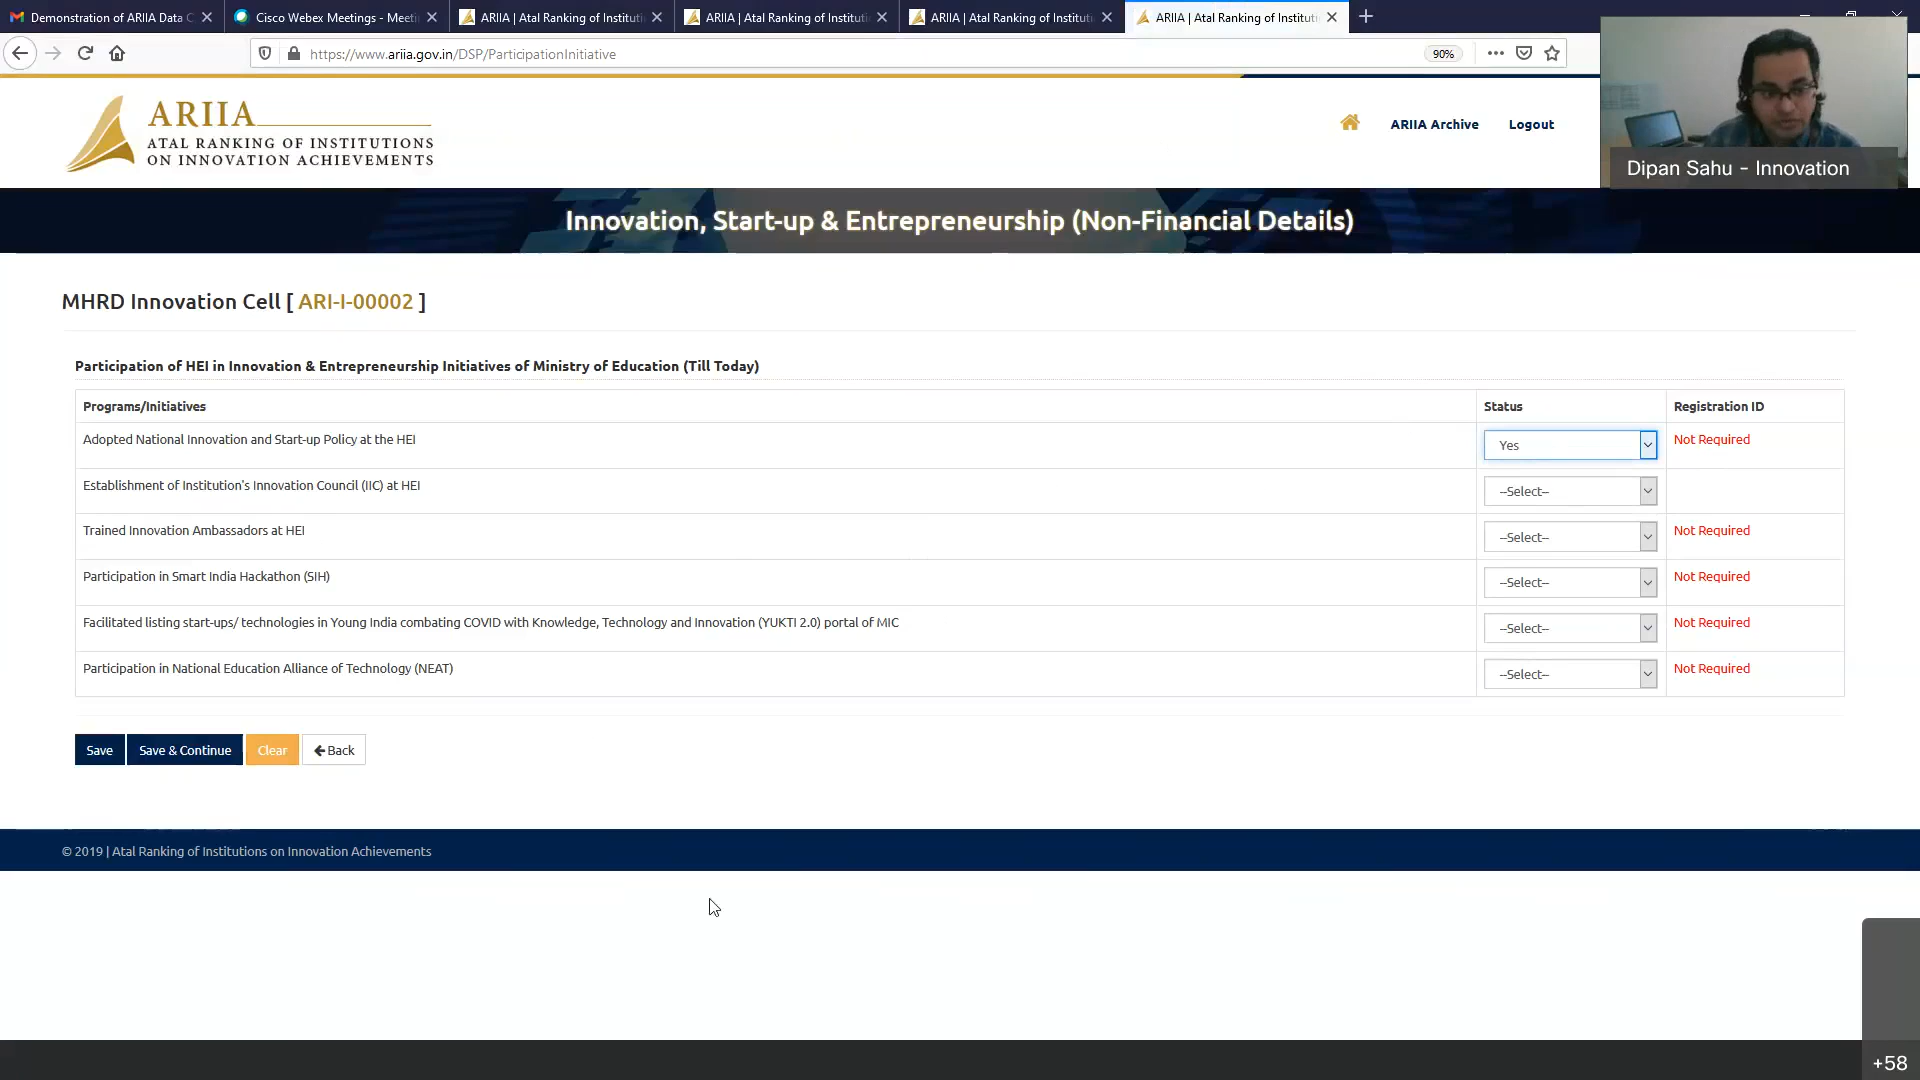 Demonstration of ARIIA Data C
Cisco Webex Meetings - Meeti
ARIIA | Atal Ranking of Instituti
ARIIA | Atal Ranking of Instituti
ARIIA | Atal Ranking of Instituti
ARIIA | Atal Ranking of Instituti
https://www.ariia.gov.in/DSP/ParticipationInitiative
90%
ARIIA
ATAL RANKING OF INSTITUTIONS
ON INNOVATION ACHIEVEMENTS
ARIIA Archive
Logout
Dipan Sahu - Innovation
Innovation, Start-up & Entrepreneurship (Non-Financial Details)
MHRD Innovation Cell [ ARI-I-00002 ]
Participation of HEI in Innovation & Entrepreneurship Initiatives of Ministry of Education (Till Today)
Programs/Initiatives Status Registration ID
Adopted National Innovation and Start-up Policy at the HEI Yes Not Required
Establishment of Institution's Innovation Council (IIC) at HEI --Select--
Trained Innovation Ambassadors at HEI --Select-- Not Required
Participation in Smart India Hackathon (SIH) --Select-- Not Required
Facilitated listing start-ups/ technologies in Young India combating COVID with Knowledge, Technology and Innovation (YUKTI 2.0) portal of MIC --Select-- Not Required
Participation in National Education Alliance of Technology (NEAT) --Select-- Not Required
Save Save & Continue Clear Back
© 2019 | Atal Ranking of Institutions on Innovation Achievements
+58